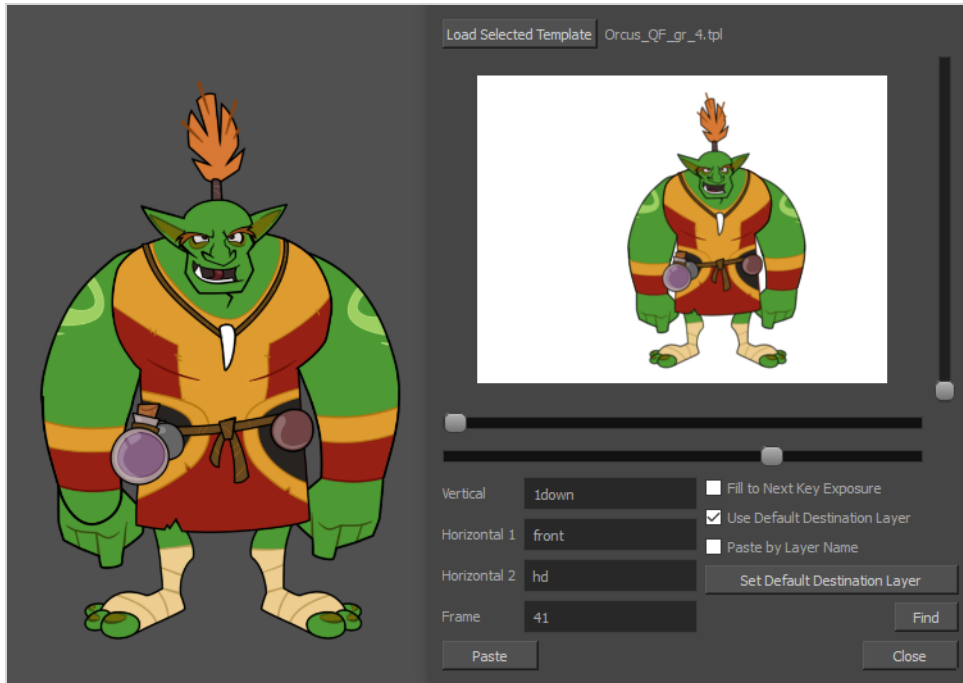 Load Selected Template Orcus_QF_gr_4.tpl
Vertical 1down
Fill to Next Key Exposure
Use Default Destination Layer
Horizontal 1 front
Paste by Layer Name
Horizontal 2 hd
Set Default Destination Layer
Frame 41
Find
Paste
Close